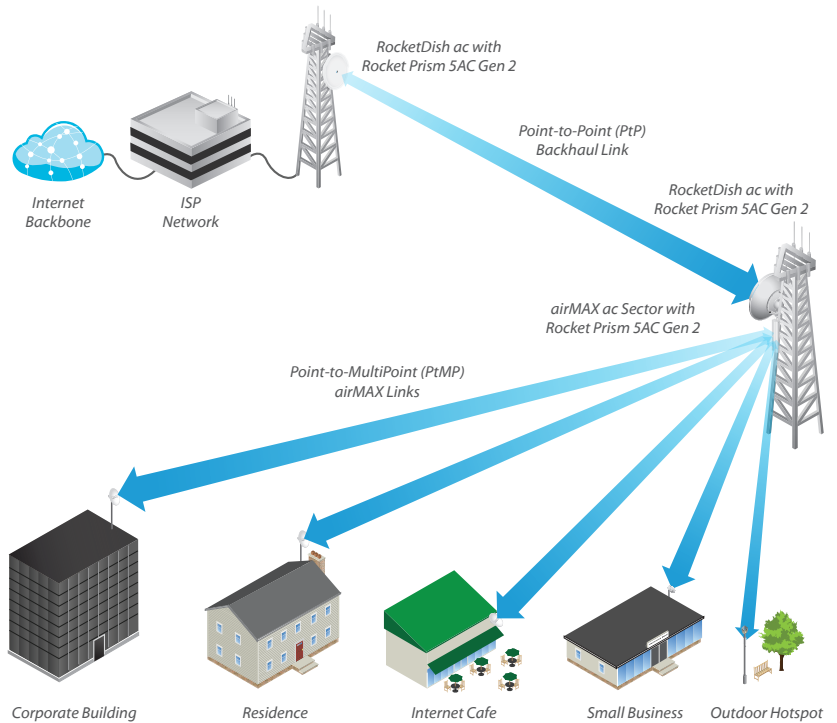 RocketDish ac with
Rocket Prism 5AC Gen 2
Point-to-Point (PtP)
Backhaul Link
Internet
Backbone
ISP
Network
RocketDish ac with
Rocket Prism 5AC Gen 2
airMAX ac Sector with
Rocket Prism 5AC Gen 2
Point-to-MultiPoint (PtMP)
airMAX Links
Corporate Building
Residence
Internet Cafe
Small Business
Outdoor Hotspot